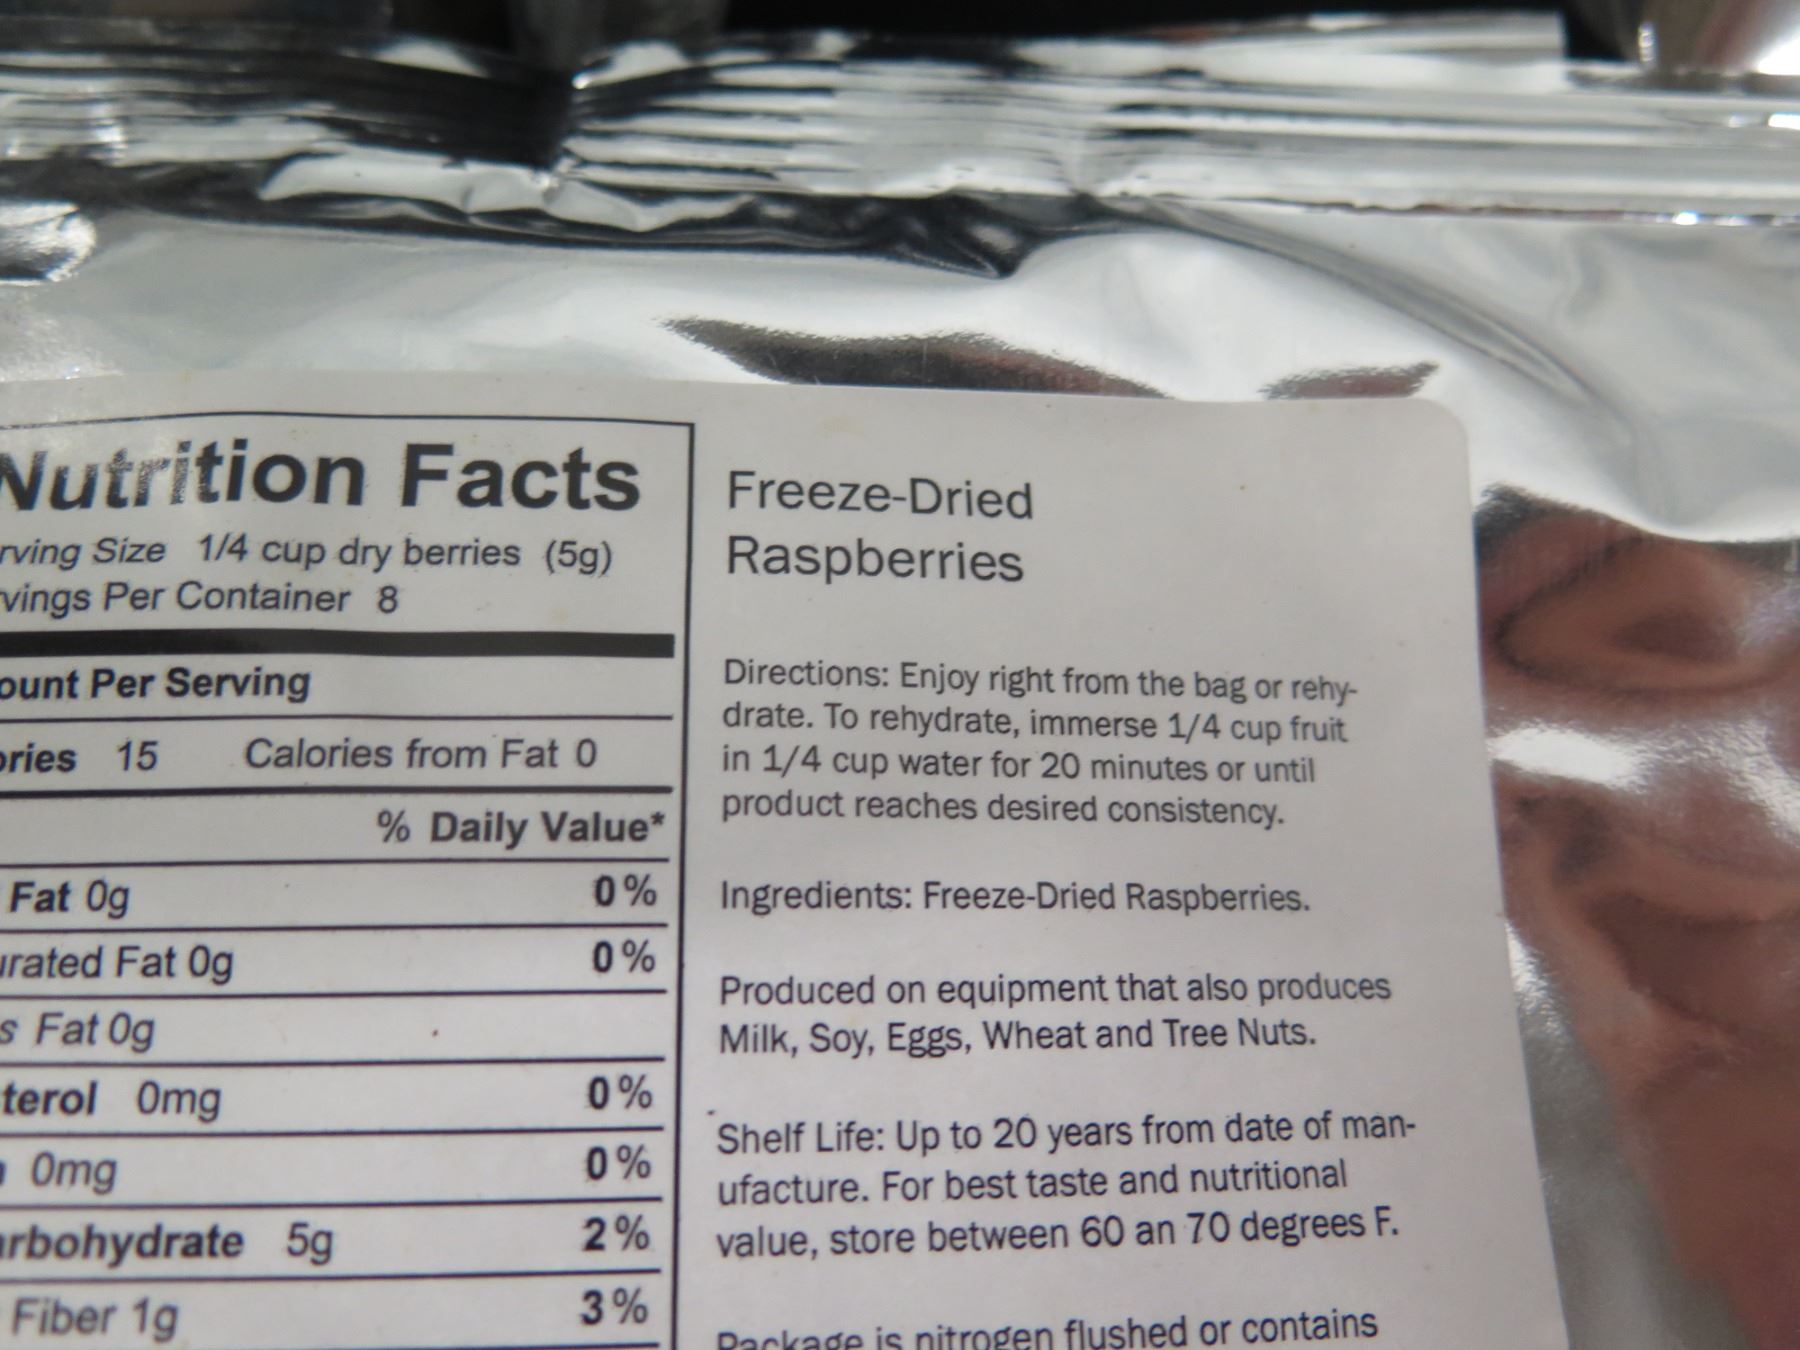 Nutrition Facts
rving Size 1/4 cup dry berries (5g)
vings Per Container 8
ount Per Serving
ories 15 Calories from Fat 0
% Daily Value*
Fat 0g 0%
urated Fat 0g 0%
s Fat 0g
terol 0mg 0%
0mg 0%
arbohydrate 5g 2%
Fiber 1g 3%
Freeze-Dried
Raspberries
Directions: Enjoy right from the bag or rehy-
drate. To rehydrate, immerse 1/4 cup fruit
in 1/4 cup water for 20 minutes or until
product reaches desired consistency.
Ingredients: Freeze-Dried Raspberries.
Produced on equipment that also produces
Milk, Soy, Eggs, Wheat and Tree Nuts.
Shelf Life: Up to 20 years from date of man-
ufacture. For best taste and nutritional
value, store between 60 an 70 degrees F.
Package is nitrogen flushed or contains